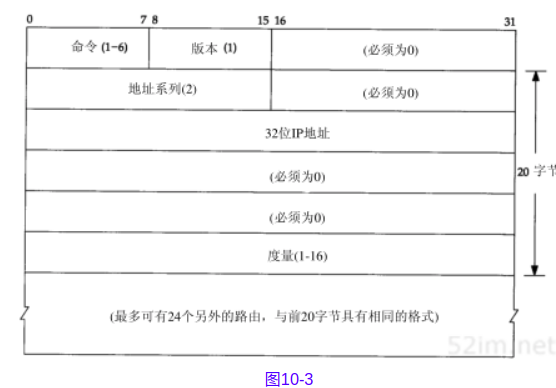 0 7 8 15 16 31
命令 (1-6) 版本 (1) (必须为0)
地址系列(2) (必须为0)
32位IP地址
(必须为0)
20 字节
(必须为0)
度量(1-16)
(最多可有24个另外的路由，与前20字节具有相同的格式)
52im.net
图10-3